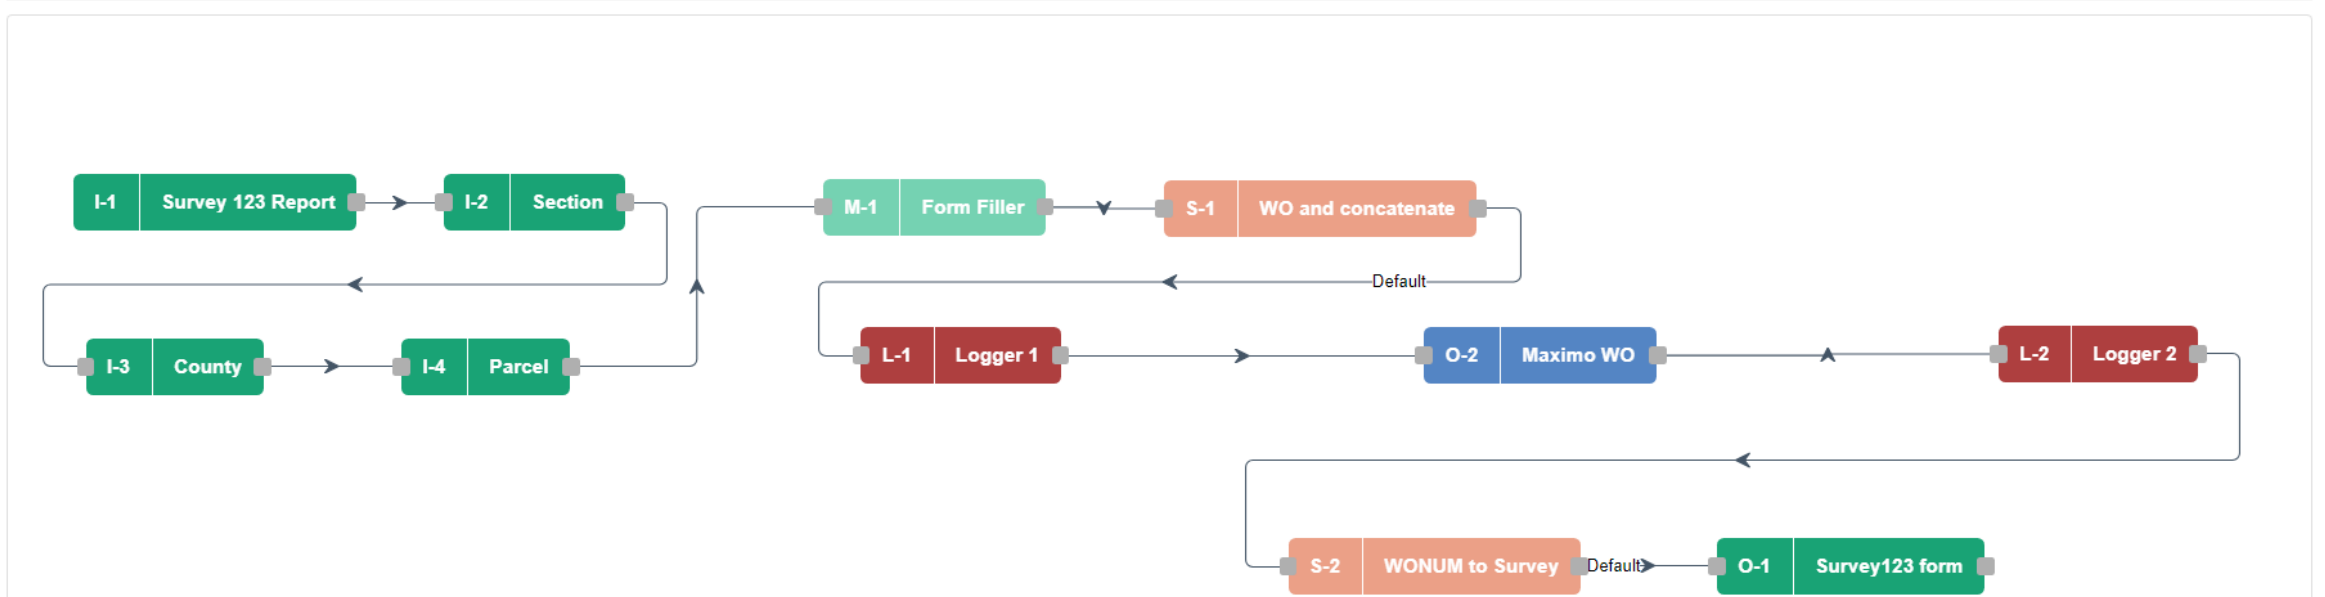 I-1 Survey 123 Report
I-2 Section
M-1 Form Filler
S-1 WO and concatenate
Default
I-3 County
I-4 Parcel
L-1 Logger 1
O-2 Maximo WO
L-2 Logger 2
S-2 WONUM to Survey
Default
O-1 Survey123 form